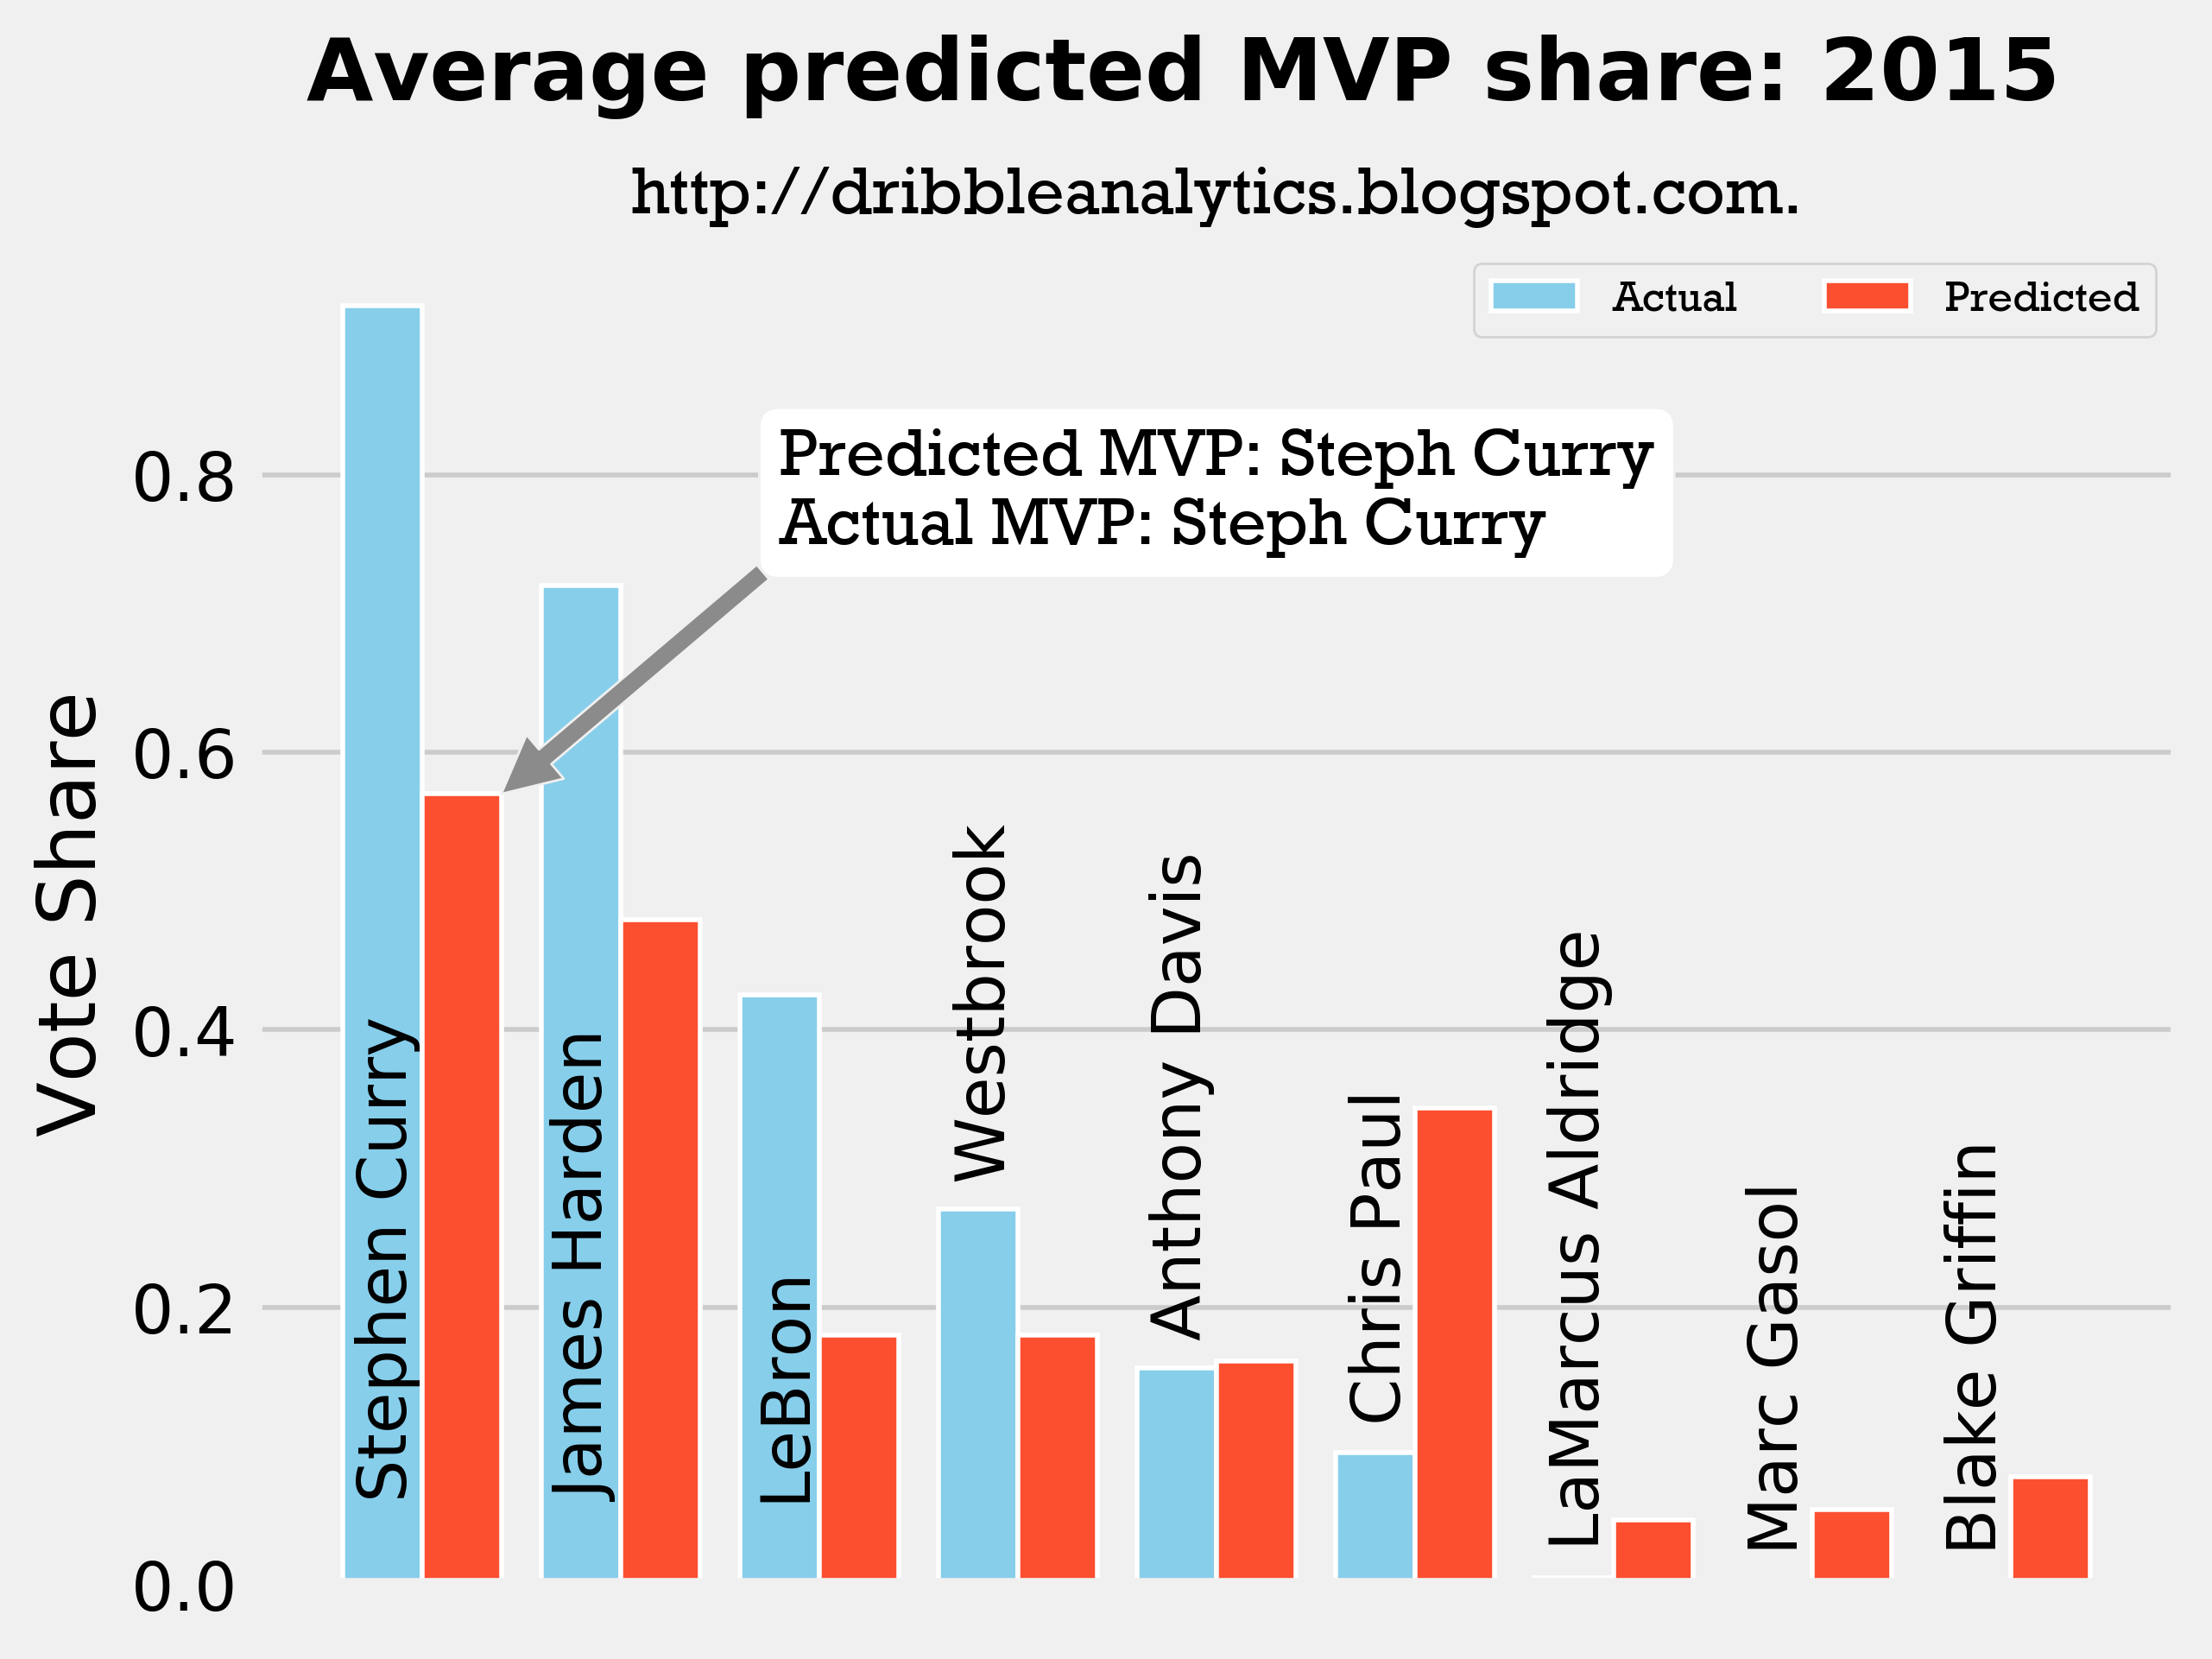 Average predicted MVP share: 2015
http://dribbleanalytics.blogspot.com.
Actual
Predicted
Predicted MVP: Steph Curry
Actual MVP: Steph Curry
Vote Share
0.8
0.6
0.4
0.2
0.0
Stephen Curry
James Harden
LeBron
Westbrook
Anthony Davis
Chris Paul
LaMarcus Aldridge
Marc Gasol
Blake Griffin